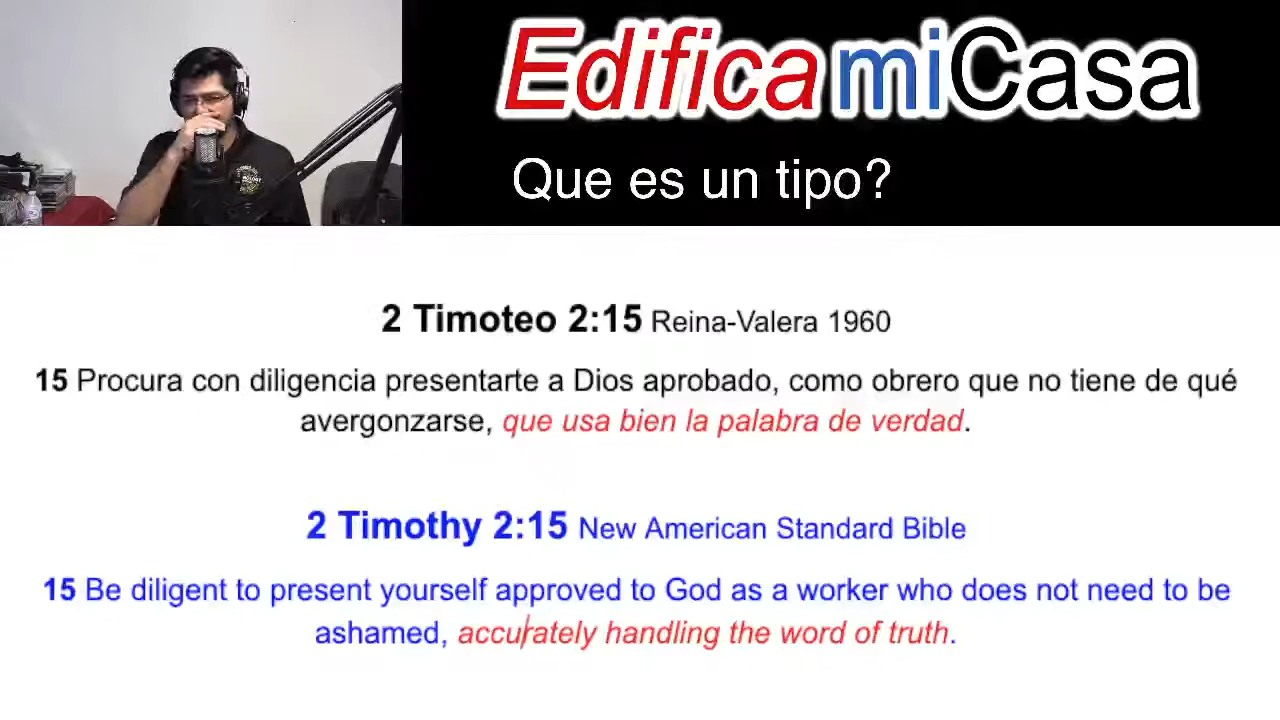 Edifica mi Casa
Que es un tipo?
2 Timoteo 2:15 Reina-Valera 1960
15 Procura con diligencia presentarte a Dios aprobado, como obrero que no tiene de qué
avergonzarse, que usa bien la palabra de verdad.
2 Timothy 2:15 New American Standard Bible
15 Be diligent to present yourself approved to God as a worker who does not need to be
ashamed, accurately handling the word of truth.